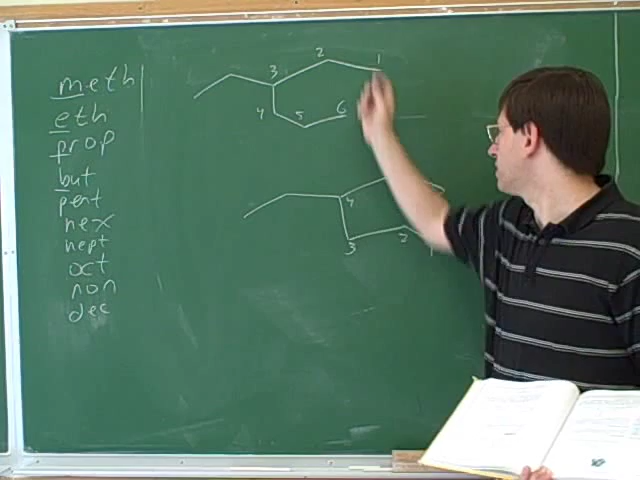 meth
eth
prop
but
pent
hex
hept
oct
non
dec
1
2
3
4
5
6
4
3
2
1